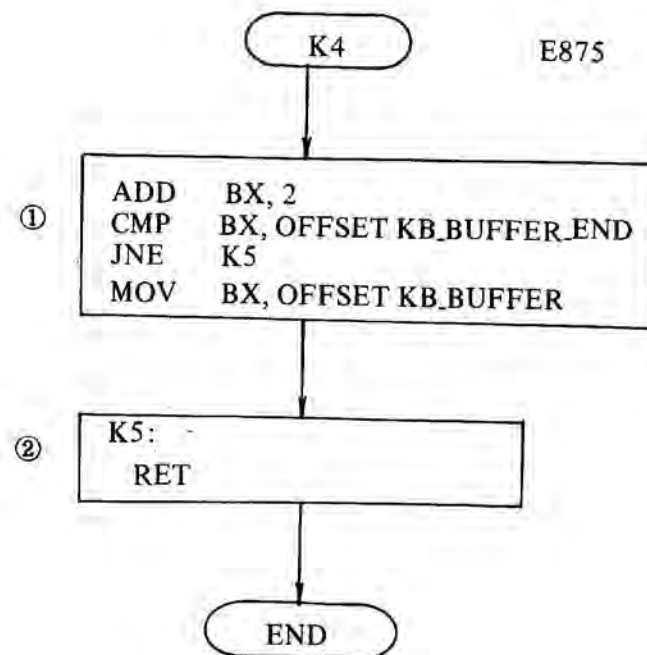 K4 E875
①
ADD BX, 2
CMP BX, OFFSET KB_BUFFER_END
JNE K5
MOV BX, OFFSET KB_BUFFER
②
K5:
RET
END